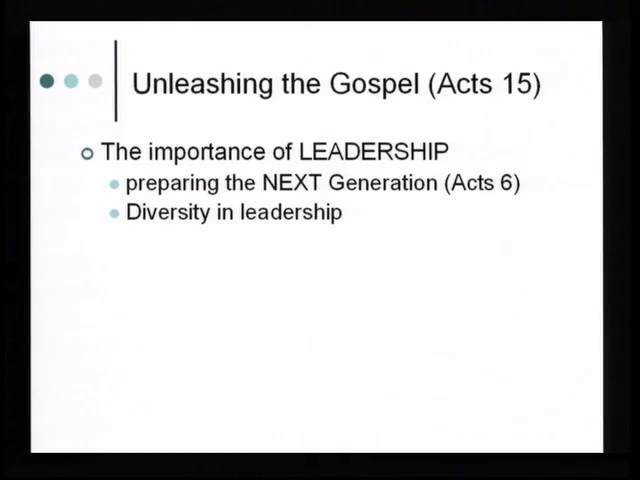 Unleashing the Gospel (Acts 15)
The importance of LEADERSHIP
preparing the NEXT Generation (Acts 6)
Diversity in leadership